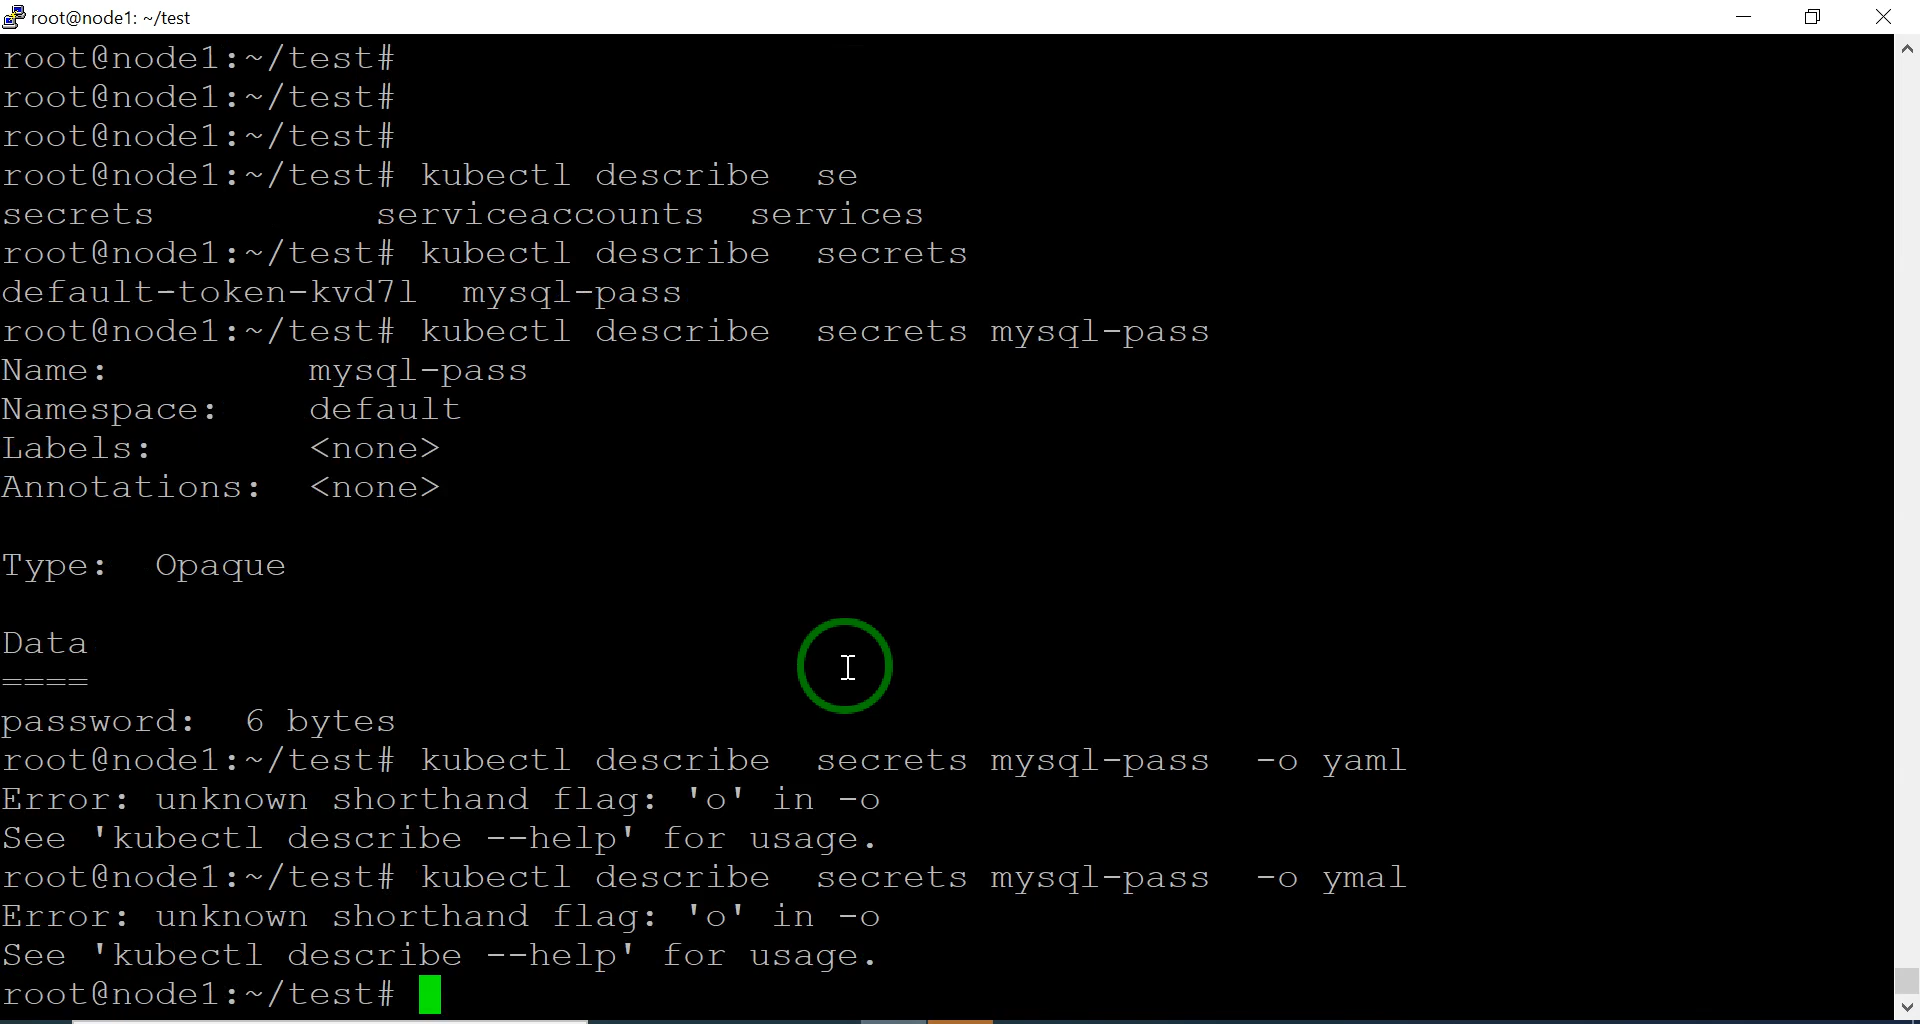 root@node1: ~/test
root@node1:~/test#
root@node1:~/test#
root@node1:~/test#
root@node1:~/test# kubectl describe  se
secrets          serviceaccounts  services
root@node1:~/test# kubectl describe  secrets
default-token-kvd7l  mysql-pass
root@node1:~/test# kubectl describe  secrets mysql-pass
Name:         mysql-pass
Namespace:    default
Labels:       <none>
Annotations:  <none>
Type:  Opaque
Data
====
password:  6 bytes
root@node1:~/test# kubectl describe  secrets mysql-pass  -o yaml
Error: unknown shorthand flag: 'o' in -o
See 'kubectl describe --help' for usage.
root@node1:~/test# kubectl describe  secrets mysql-pass  -o ymal
Error: unknown shorthand flag: 'o' in -o
See 'kubectl describe --help' for usage.
root@node1:~/test#